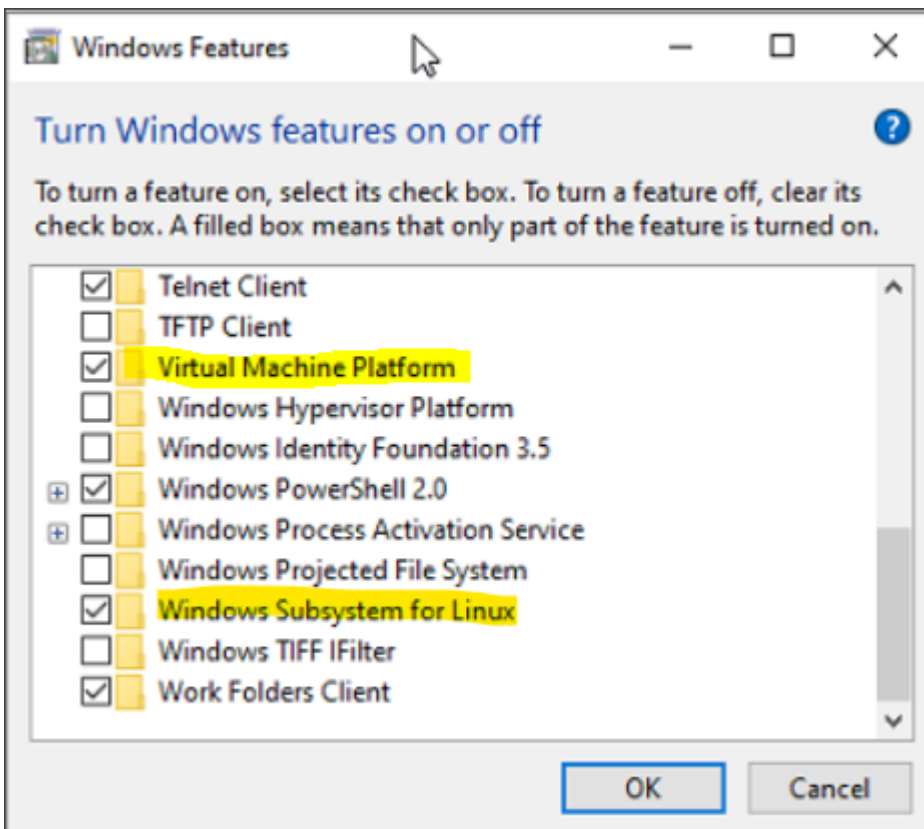 Windows Features
Turn Windows features on or off
To turn a feature on, select its check box. To turn a feature off, clear its
check box. A filled box means that only part of the feature is turned on.
Telnet Client
TFTP Client
Virtual Machine Platform
Windows Hypervisor Platform
Windows Identity Foundation 3.5
Windows PowerShell 2.0
Windows Process Activation Service
Windows Projected File System
Windows Subsystem for Linux
Windows TIFF IFilter
Work Folders Client
OK Cancel